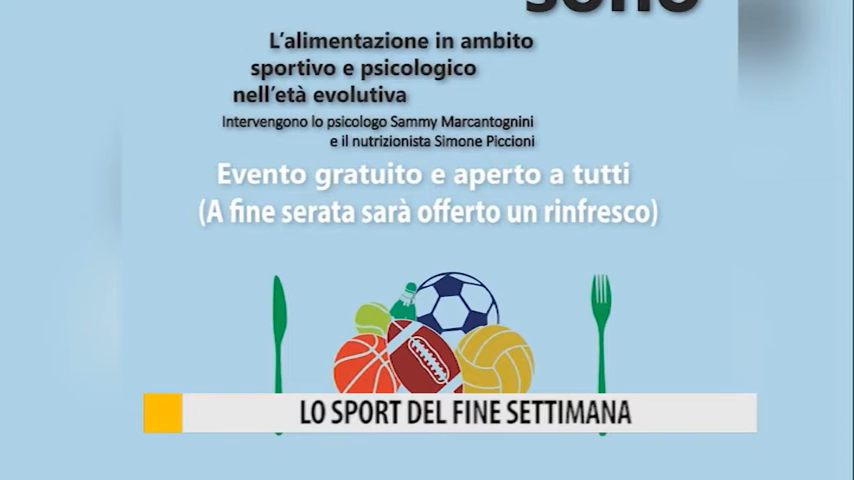 sono
L'alimentazione in ambito
sportivo e psicologico
nell'età evolutiva
Intervengono lo psicologo Sammy Marcantognini
e il nutrizionista Simone Piccioni
Evento gratuito e aperto a tutti
(A fine serata sarà offerto un rinfresco)
LO SPORT DEL FINE SETTIMANA